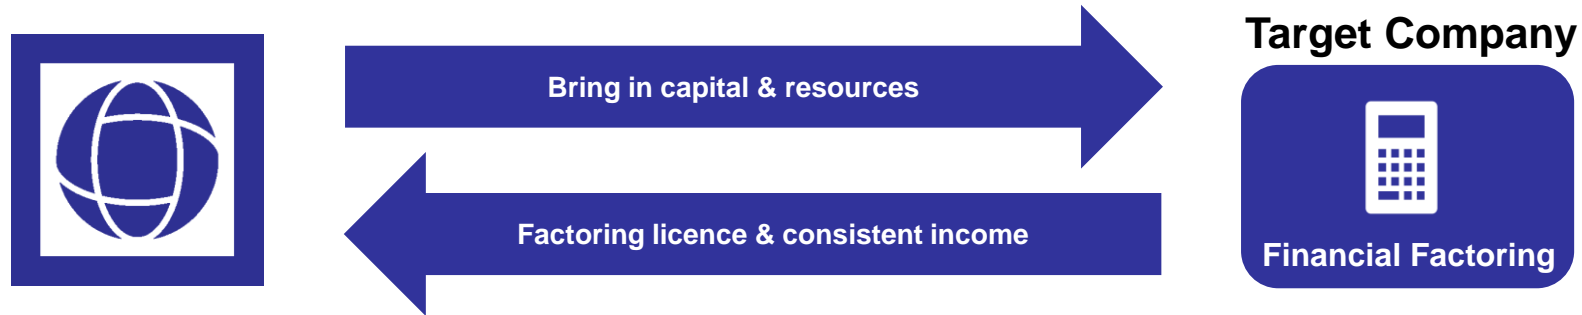 Target Company
Bring in capital & resources
Factoring licence & consistent income
Financial Factoring